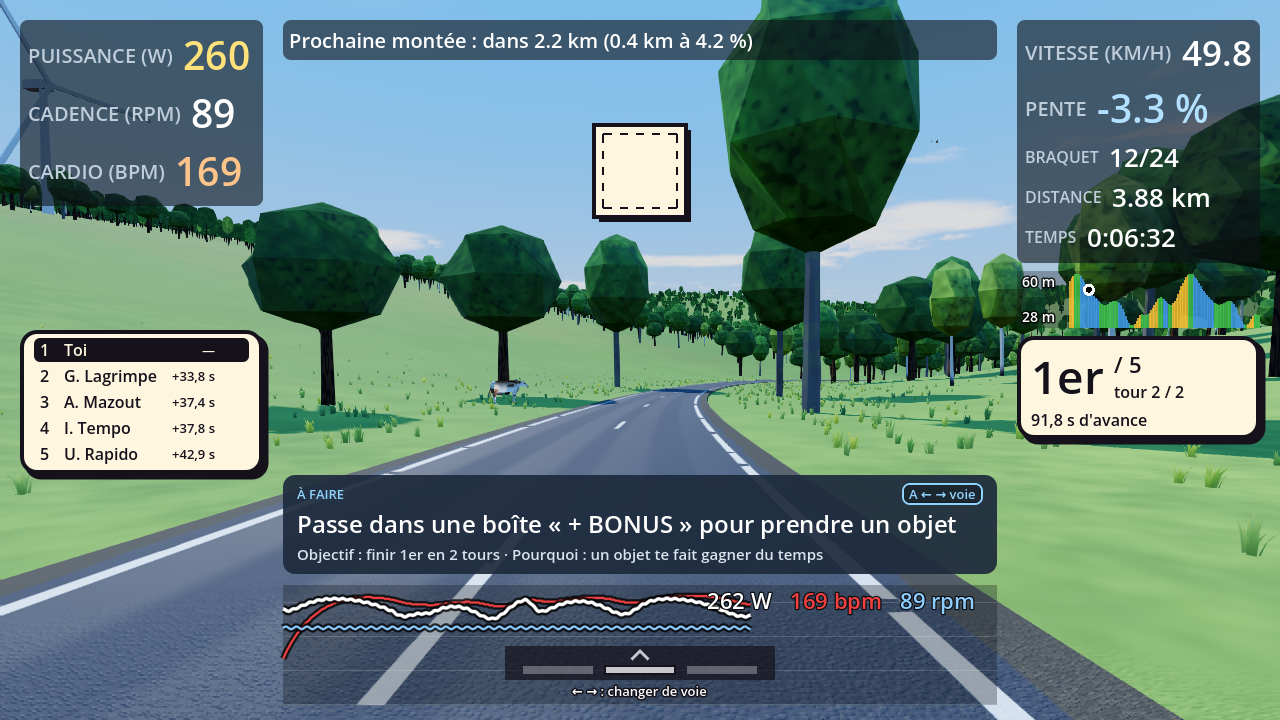 PUISSANCE (W) 260
CADENCE (RPM) 89
CARDIO (BPM) 169
Prochaine montée : dans 2.2 km (0.4 km à 4.2 %)
VITESSE (KM/H) 49.8
PENTE -3.3 %
BRAQUET 12/24
DISTANCE 3.88 km
TEMPS 0:06:32
60 m
28 m
1 Toi —
2 G. Lagrimpe +33,8 s
3 A. Mazout +37,4 s
4 I. Tempo +37,8 s
5 U. Rapido +42,9 s
1er / 5
tour 2 / 2
91,8 s d'avance
À FAIRE
A ← → voie
Passe dans une boîte « + BONUS » pour prendre un objet
Objectif : finir 1er en 2 tours · Pourquoi : un objet te fait gagner du temps
262 W 169 bpm 89 rpm
← → : changer de voie